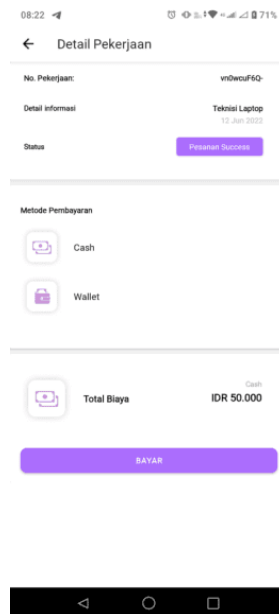 08:22
71%
Detail Pekerjaan
No. Pekerjaan: vn0wcuF6Q-
Detail informasi Teknisi Laptop
12 Jun 2022
Status Pesanan Success
Metode Pembayaran
Cash
Wallet
Cash
Total Biaya IDR 50.000
BAYAR